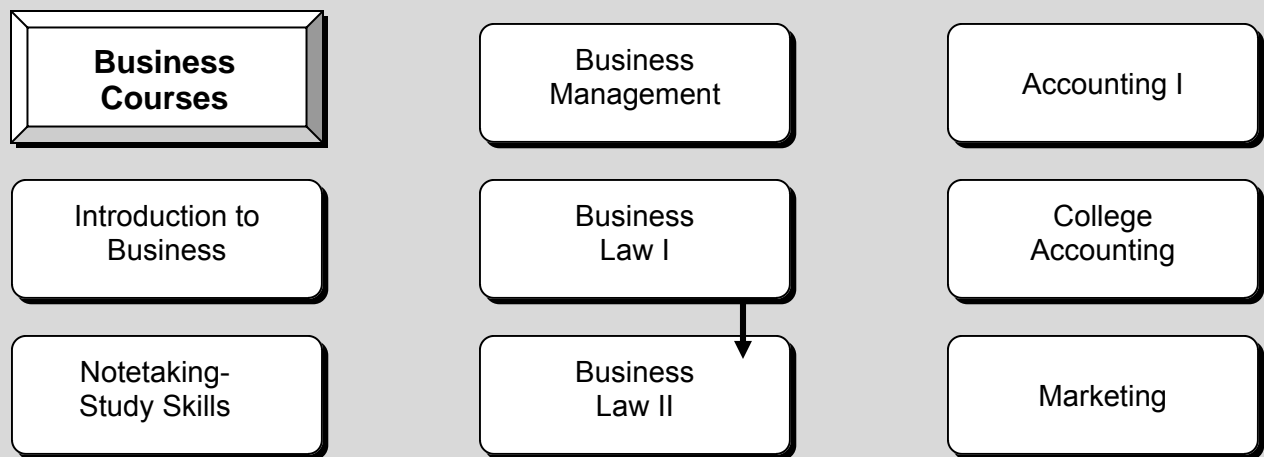 Business
Courses
Business
Management
Accounting I
Introduction to
Business
Business
Law I
College
Accounting
Notetaking-
Study Skills
Business
Law II
Marketing